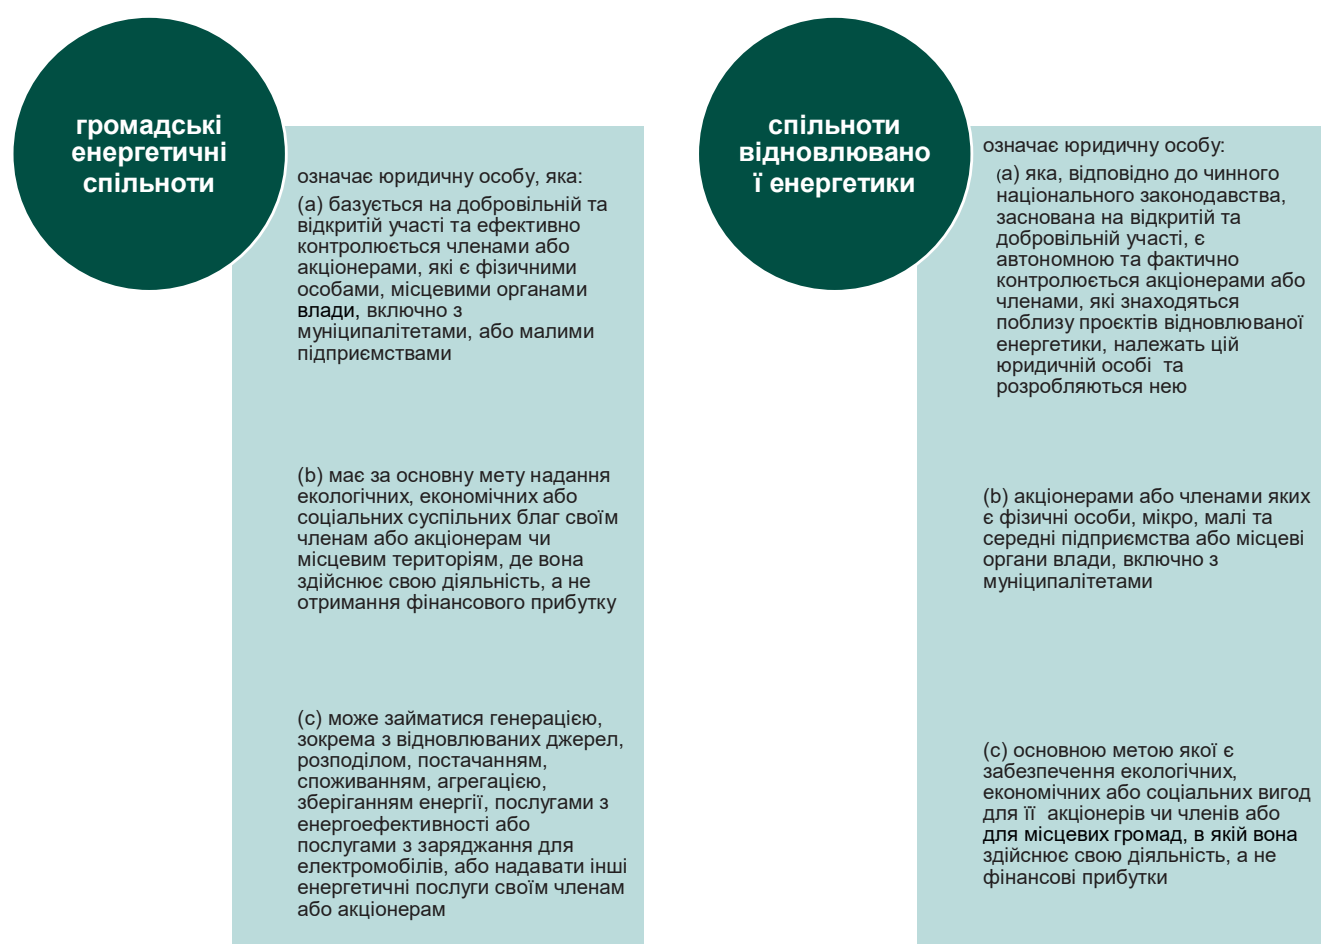 громадські
енергетичні
спільноти
означає юридичну особу, яка:
(a) базується на добровільній та
відкритій участі та ефективно
контролюється членами або
акціонерами, які є фізичними
особами, місцевими органами
влади, включно з
муніципалітетами, або малими
підприємствами
(b) має за основну мету надання
екологічних, економічних або
соціальних суспільних благ своїм
членам або акціонерам чи
місцевим територіям, де вона
здійснює свою діяльність, а не
отримання фінансового прибутку
(c) може займатися генерацією,
зокрема з відновлюваних джерел,
розподілом, постачанням,
споживанням, агрегацією,
зберіганням енергії, послугами з
енергоефективності або
послугами з заряджання для
електромобілів, або надавати інші
енергетичні послуги своїм членам
або акціонерам
спільноти
відновлювано
ї енергетики
означає юридичну особу:
(a) яка, відповідно до чинного
національного законодавства,
заснована на відкритій та
добровільній участі, є
автономною та фактично
контролюється акціонерами або
членами, які знаходяться
поблизу проєктів відновлюваної
енергетики, належать цій
юридичній особі  та
розробляються нею
(b) акціонерами або членами яких
є фізичні особи, мікро, малі та
середні підприємства або місцеві
органи влади, включно з
муніципалітетами
(c) основною метою якої є
забезпечення екологічних,
економічних або соціальних вигод
для її  акціонерів чи членів або
для місцевих громад, в якій вона
здійснює свою діяльність, а не
фінансові прибутки